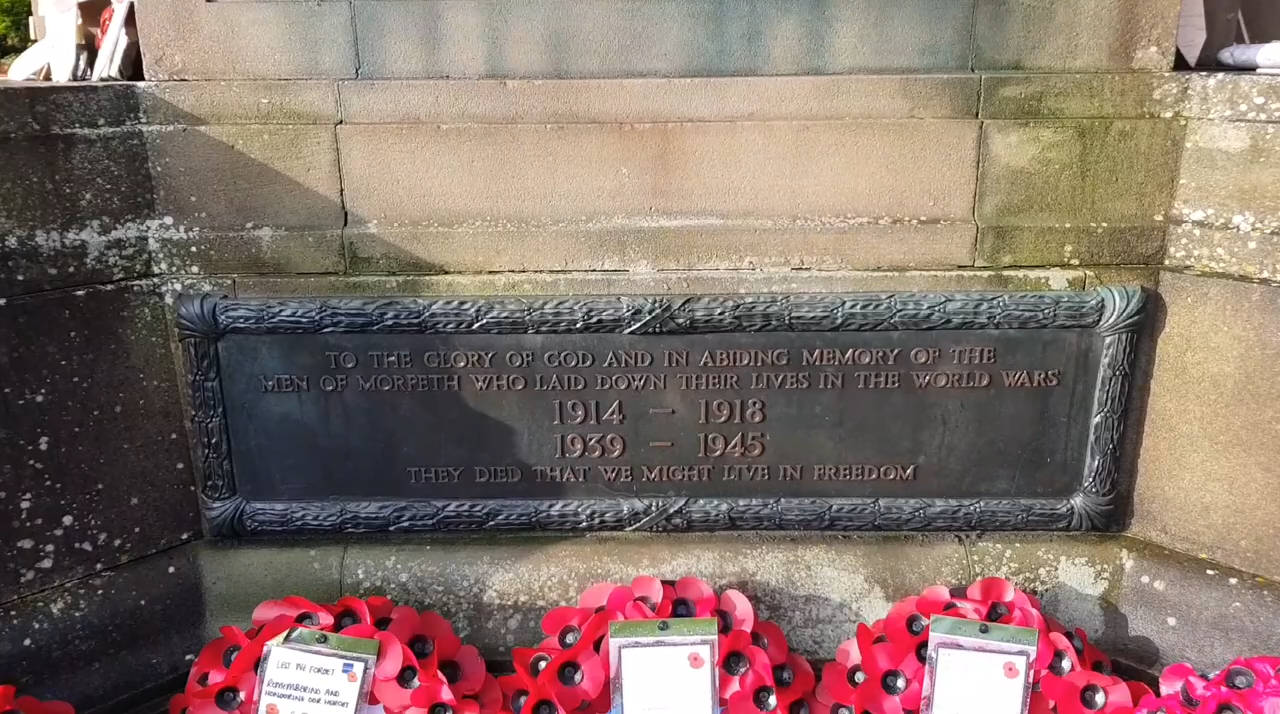 TO THE GLORY OF GOD AND IN ABIDING MEMORY OF THE
MEN OF MORPETH WHO LAID DOWN THEIR LIVES IN THE WORLD WARS
1914 — 1918
1939 — 1945
THEY DIED THAT WE MIGHT LIVE IN FREEDOM
LEST WE FORGET
REMEMBERING AND
HONOURING OUR HEROES